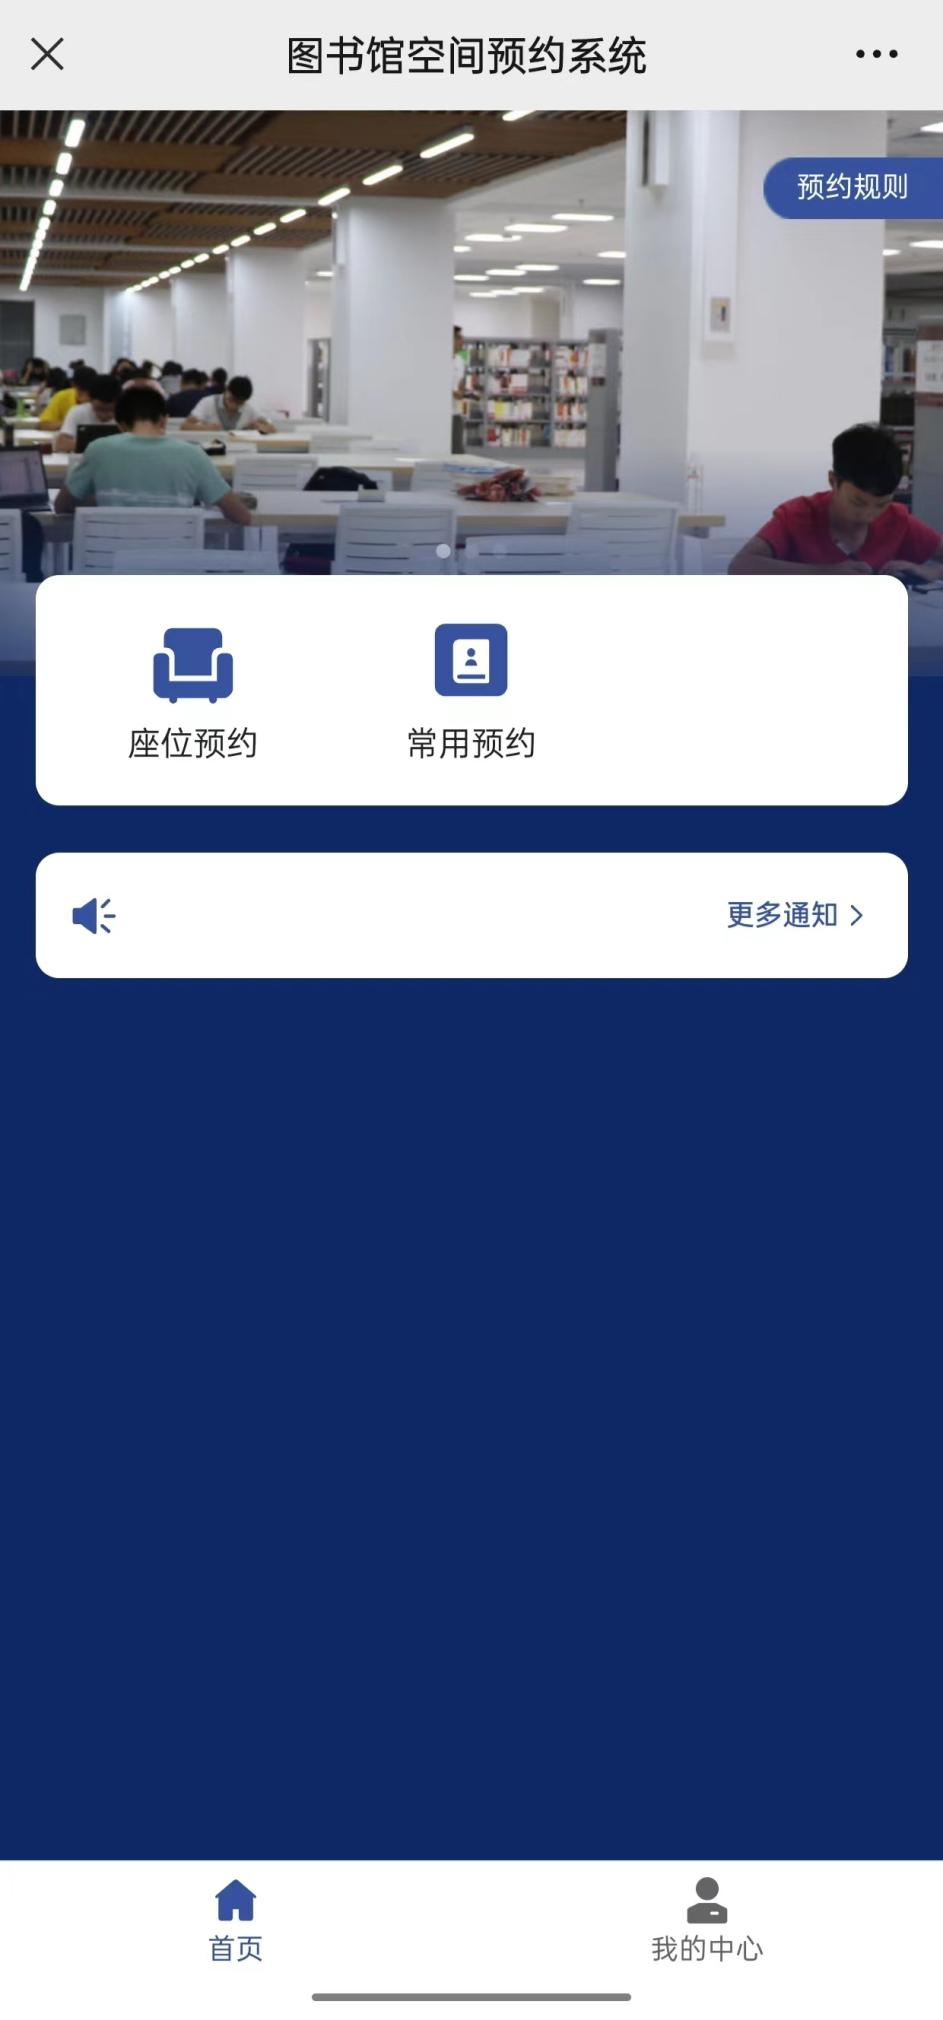 图书馆空间预约系统
预约规则
座位预约
常用预约
更多通知
首页
我的中心